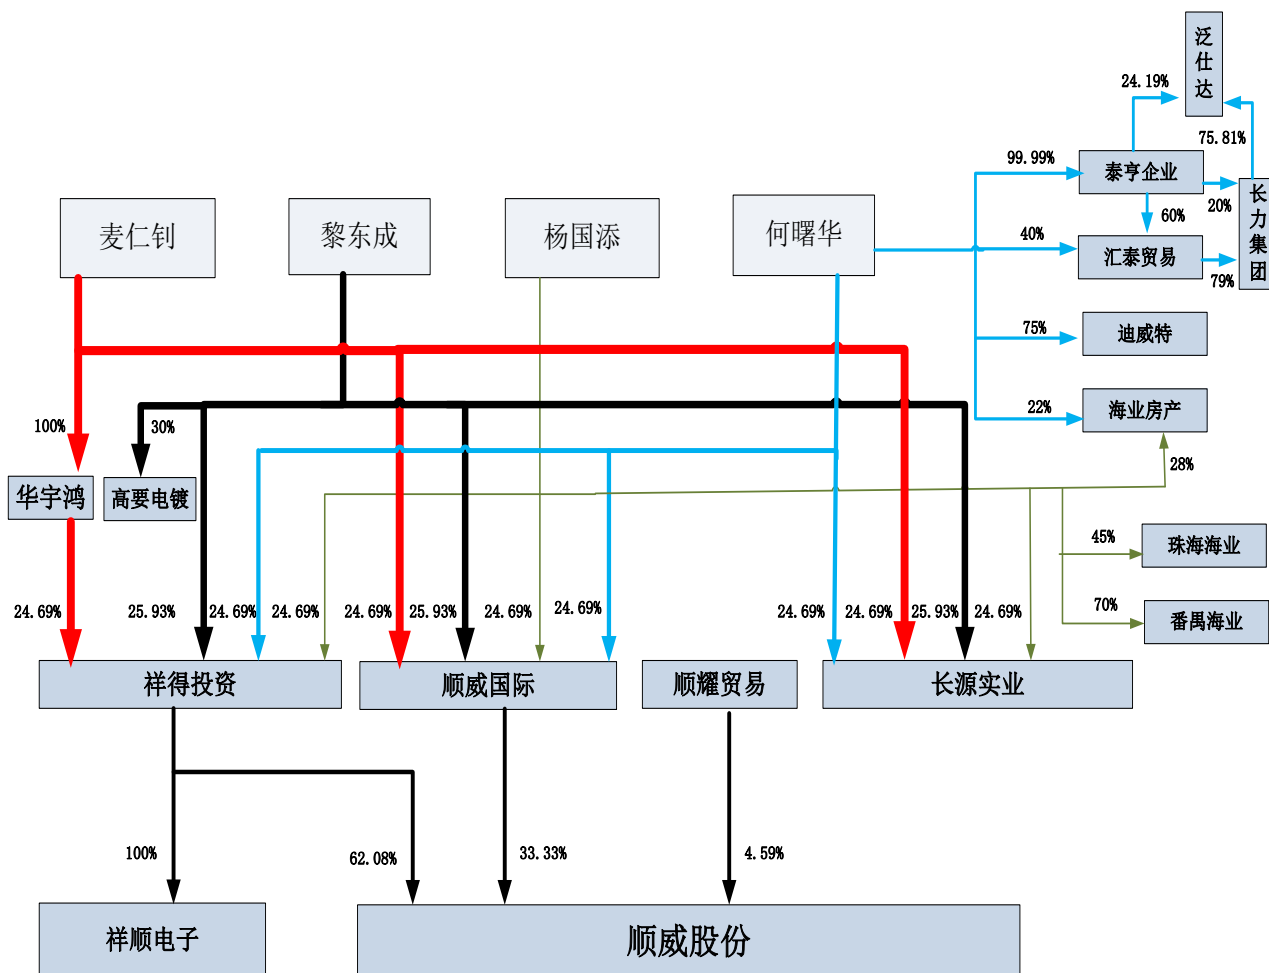 泛仕达
24.19%
75.81%
99.99%
泰亨企业
20%
长力集团
60%
麦仁钊
黎东成
杨国添
何曙华
40%
汇泰贸易
79%
75%
迪威特
22%
海业房产
100%
30%
28%
华宇鸿
高要电镀
45%
珠海海业
70%
番禺海业
24.69%
25.93%
24.69%
24.69%
24.69%
25.93%
24.69%
24.69%
24.69%
24.69%
25.93%
24.69%
祥得投资
顺威国际
顺耀贸易
长源实业
100%
62.08%
33.33%
4.59%
祥顺电子
顺威股份